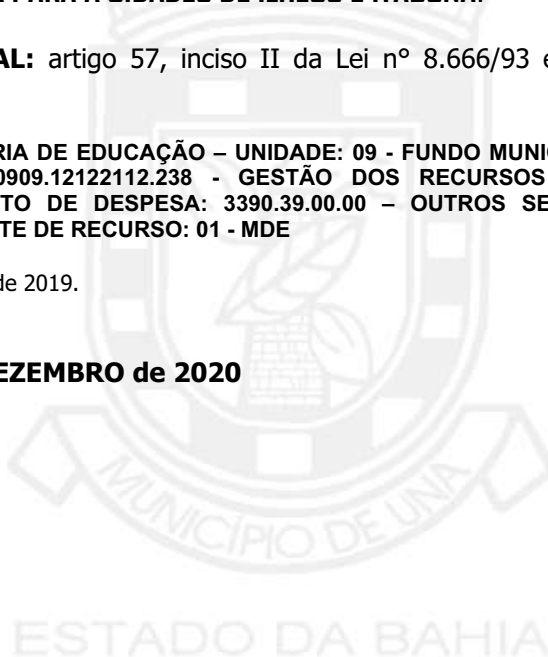 AL: artigo 57, inciso II da Lei nº 8.666/93 e
RIA DE EDUCAÇÃO – UNIDADE: 09 - FUNDO MUNIC
0909.12122112.238 - GESTÃO DOS RECURSOS
TO DE DESPESA: 3390.39.00.00 – OUTROS SE
TE DE RECURSO: 01 - MDE
de 2019.
EZEMBRO de 2020
MUNICÍPIO DE UNA
ESTADO DA BAHIA